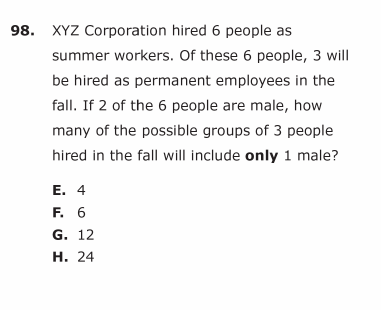 98. XYZ Corporation hired 6 people as
summer workers. Of these 6 people, 3 will
be hired as permanent employees in the
fall. If 2 of the 6 people are male, how
many of the possible groups of 3 people
hired in the fall will include only 1 male?
E. 4
F. 6
G. 12
H. 24